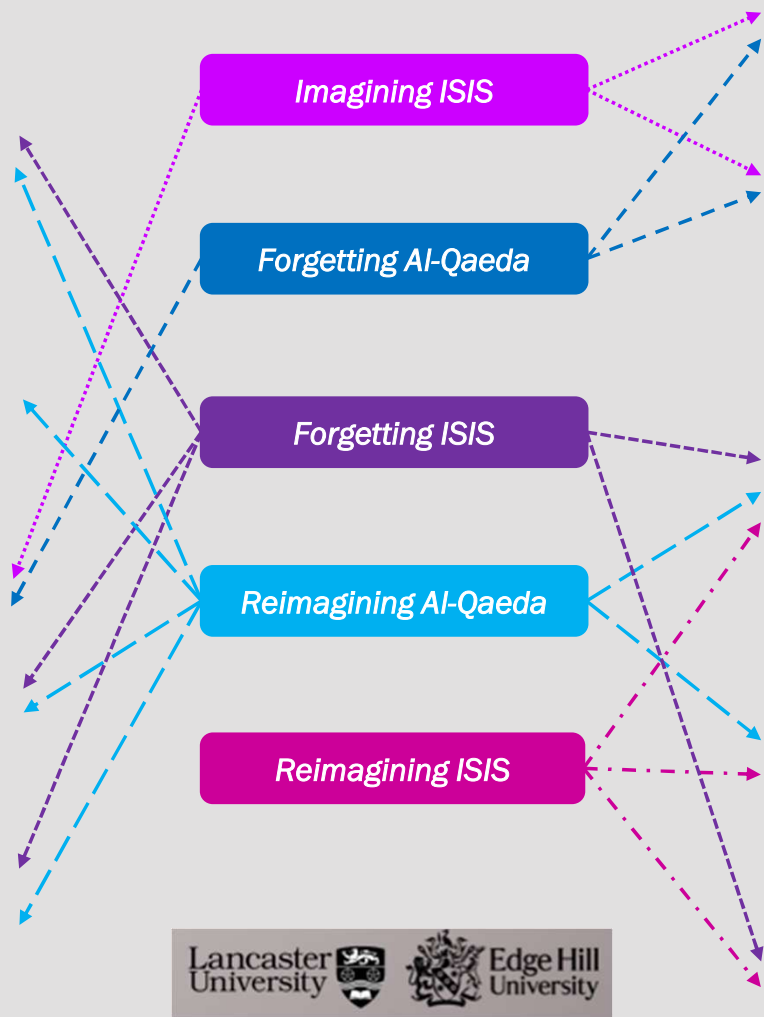 Imagining ISIS
Forgetting Al-Qaeda
Forgetting ISIS
Reimagining Al-Qaeda
Reimagining ISIS
Lancaster University
Edge Hill University